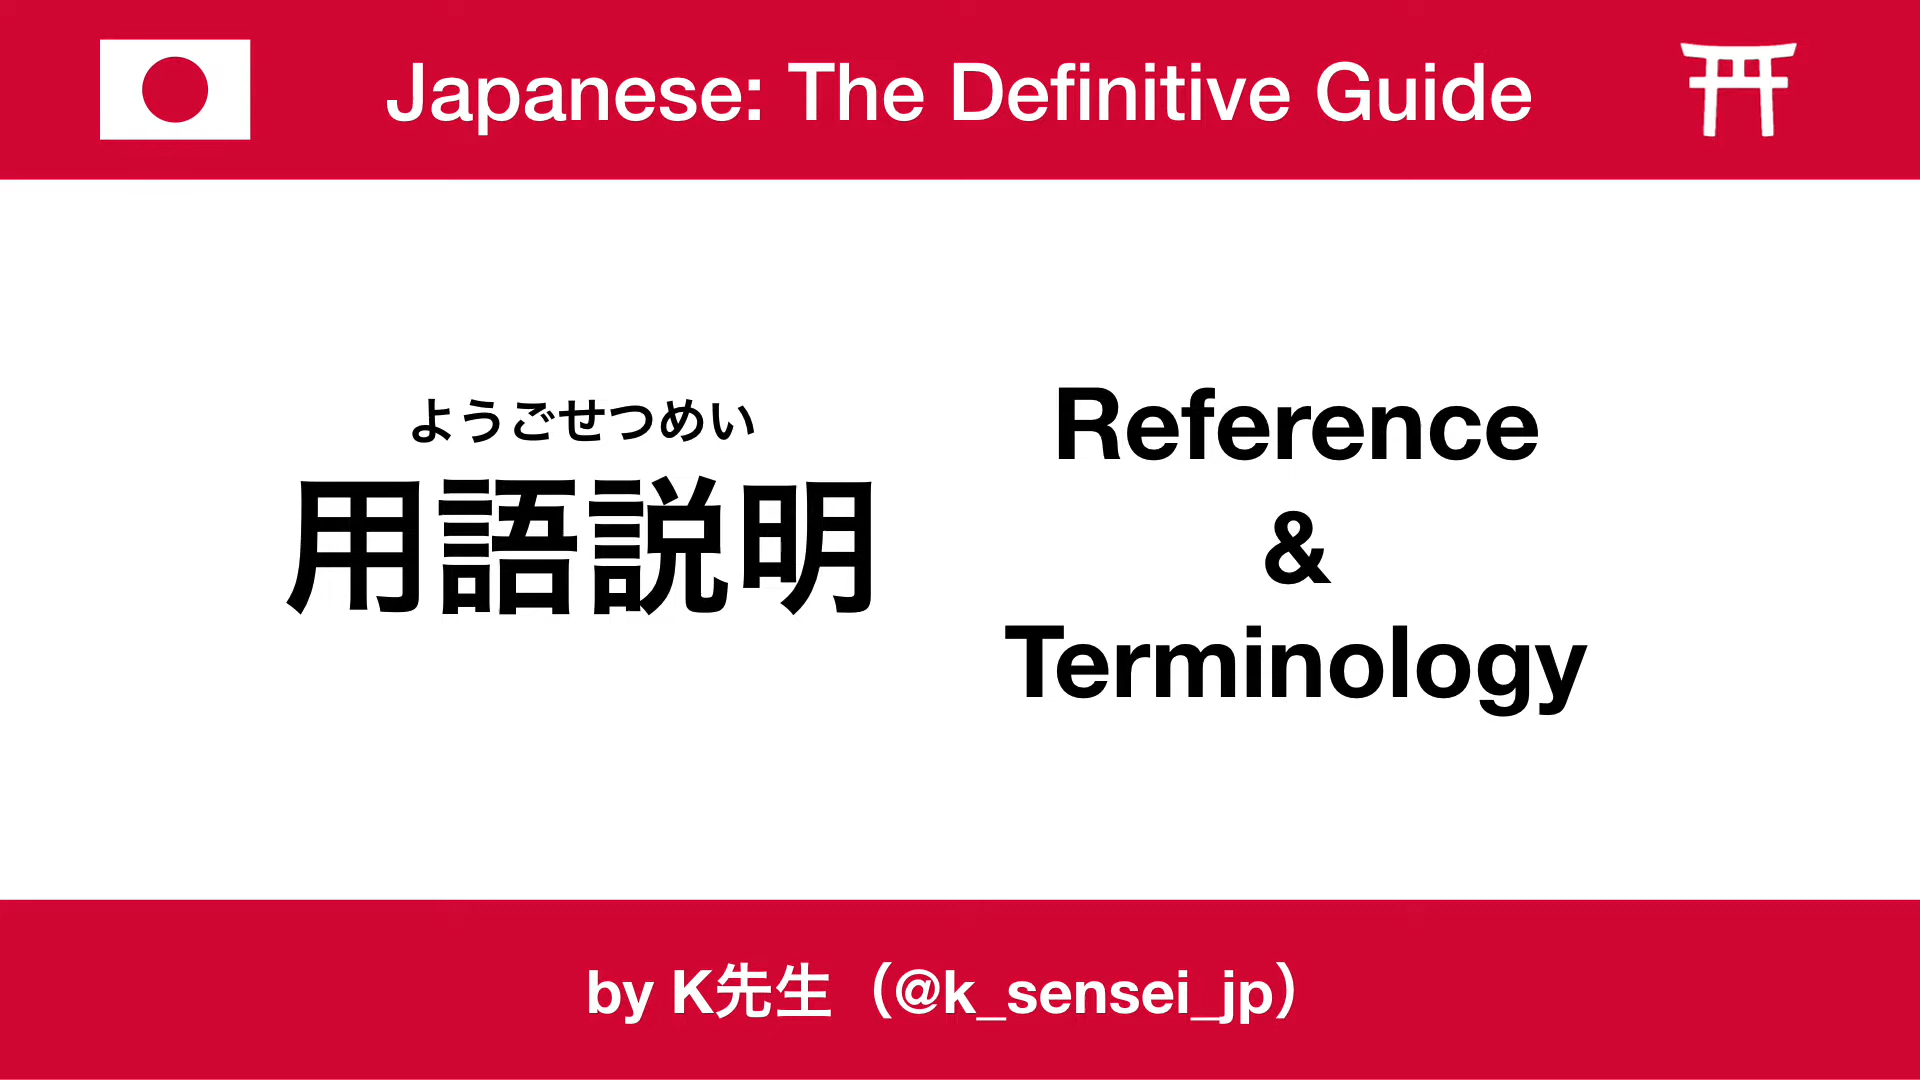 Japanese: The Definitive Guide
ようごせつめい
用語説明
Reference
&
Terminology
by K先生（@k_sensei_jp）